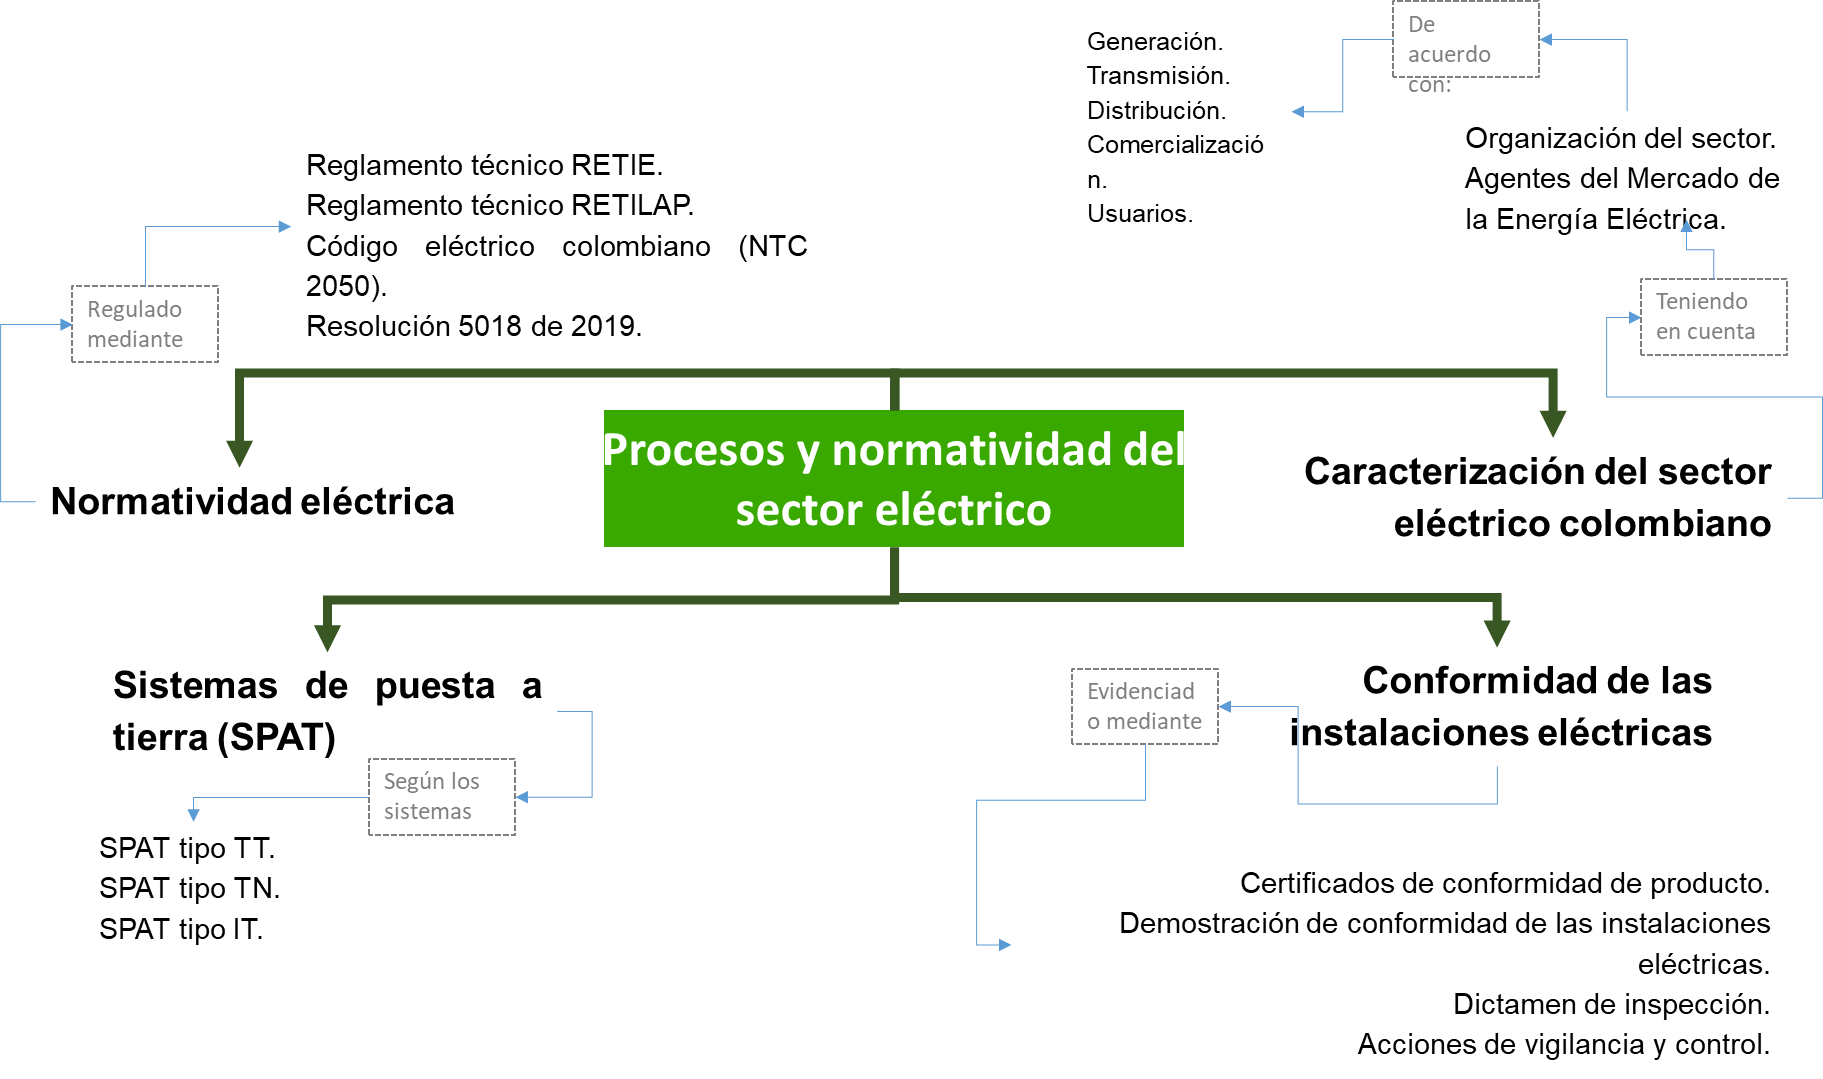 De
acuerdo
con:
Generación.
Transmisión.
Distribución.
Comercializació
n.
Usuarios.
Organización del sector.
Agentes del Mercado de
la Energía Eléctrica.
Reglamento técnico RETIE.
Reglamento técnico RETILAP.
Código eléctrico colombiano (NTC
2050).
Resolución 5018 de 2019.
Regulado
mediante
Teniendo
en cuenta
Procesos y normatividad del
sector eléctrico
Normatividad eléctrica
Caracterización del sector
eléctrico colombiano
Sistemas de puesta a
tierra (SPAT)
Según los
sistemas
SPAT tipo TT.
SPAT tipo TN.
SPAT tipo IT.
Evidenciad
o mediante
Conformidad de las
instalaciones eléctricas
Certificados de conformidad de producto.
Demostración de conformidad de las instalaciones
eléctricas.
Dictamen de inspección.
Acciones de vigilancia y control.